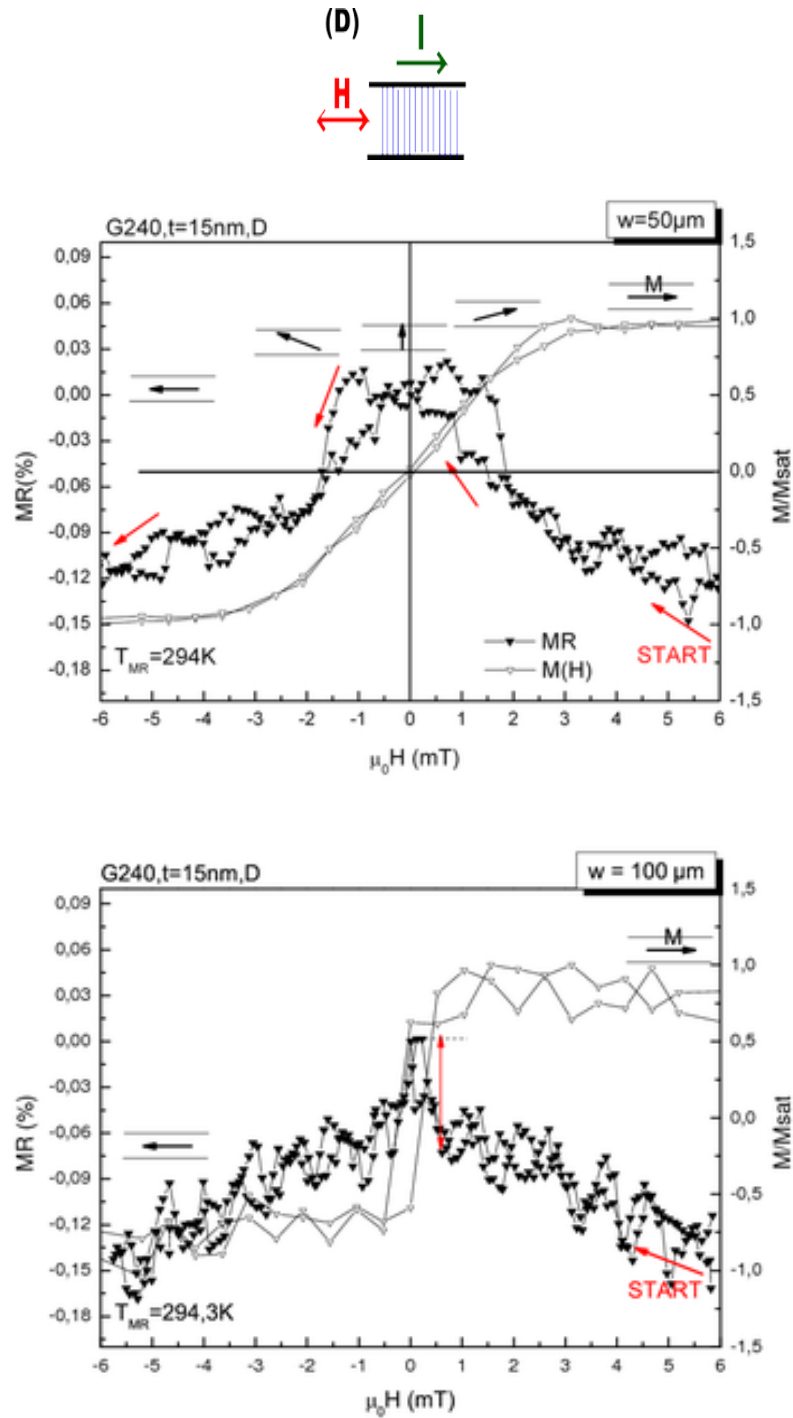 (D)
I
H
G240,t=15nm,D
w=50µm
0,09
0,06
0,03
0,00
-0,03
-0,06
-0,09
-0,12
-0,15
-0,18
MR(%)
1,5
1,0
0,5
0,0
-0,5
-1,0
-1,5
M/Msat
M
MR
M(H)
START
T_MR=294K
-6 -5 -4 -3 -2 -1 0 1 2 3 4 5 6
µ₀H (mT)
G240,t=15nm,D
w = 100 µm
0,09
0,06
0,03
0,00
-0,03
-0,06
-0,09
-0,12
-0,15
-0,18
MR (%)
1,5
1,0
0,5
0,0
-0,5
-1,0
-1,5
M/Msat
M
START
T_MR=294,3K
-6 -5 -4 -3 -2 -1 0 1 2 3 4 5 6
µ₀H (mT)